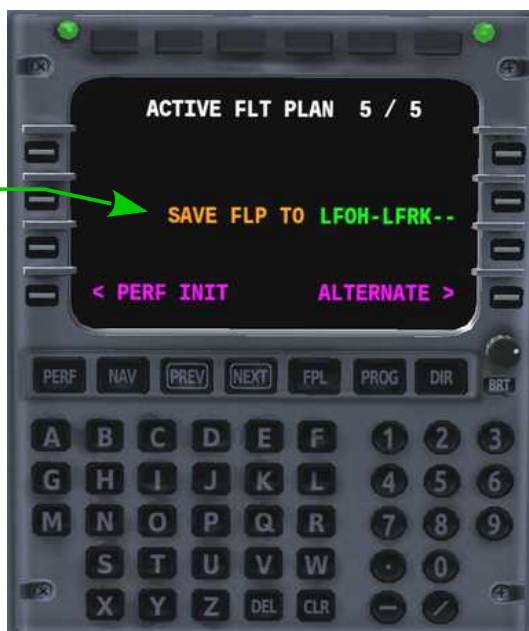 ACTIVE FLT PLAN 5 / 5
SAVE FLP TO LFOH-LFRK--
< PERF INIT ALTERNATE >
PERF NAV PREV NEXT FPL PROG DIR BRT
A B C D E F 1 2 3
G H I J K L 4 5 6
M N O P Q R 7 8 9
S T U V W · 0
X Y Z DEL CLR - /